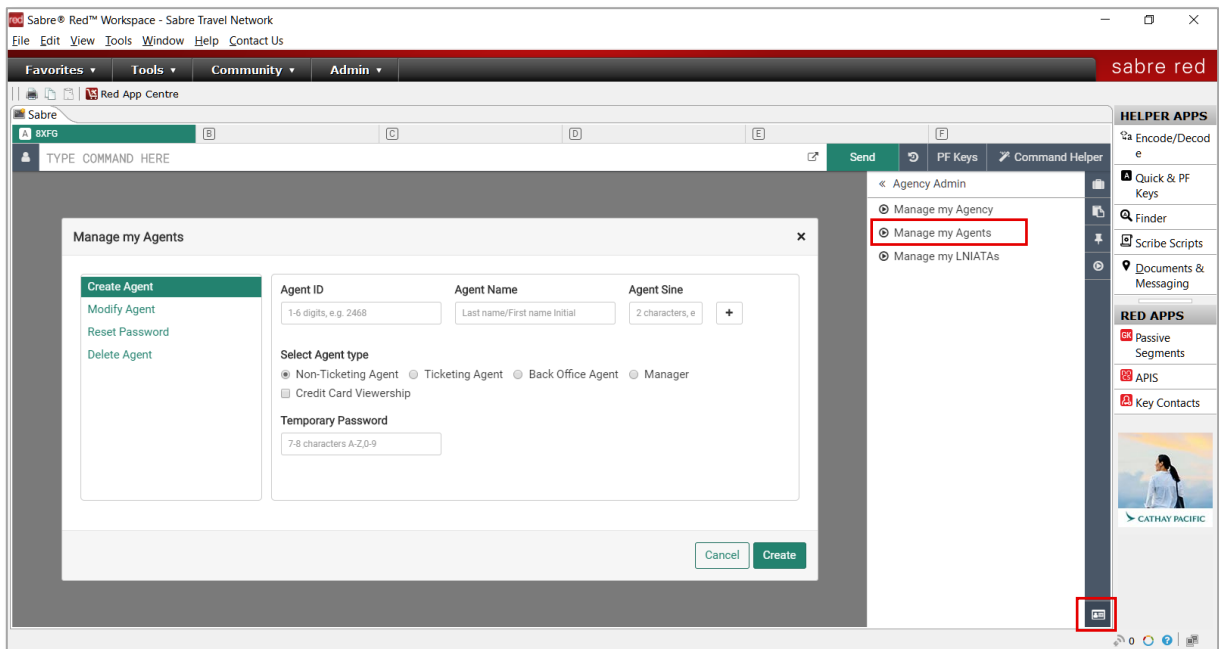 red Sabre® Red™ Workspace - Sabre Travel Network
File Edit View Tools Window Help Contact Us
Favorites Tools Community Admin
sabre red
Red App Centre
Sabre
A 8XFG B C D E F
TYPE COMMAND HERE
Send PF Keys Command Helper
« Agency Admin
Manage my Agency
Manage my Agents
Manage my LNIATAs
Manage my Agents
Create Agent
Modify Agent
Reset Password
Delete Agent
Agent ID Agent Name Agent Sine
1-6 digits, e.g. 2468 Last name/First name Initial 2 characters, e +
Select Agent type
Non-Ticketing Agent Ticketing Agent Back Office Agent Manager
Credit Card Viewership
Temporary Password
7-8 characters A-Z,0-9
Cancel Create
HELPER APPS
Encode/Decod
e
Quick & PF
Keys
Finder
Scribe Scripts
Documents &
Messaging
RED APPS
GK Passive
Segments
APIS
Key Contacts
CATHAY PACIFIC
0